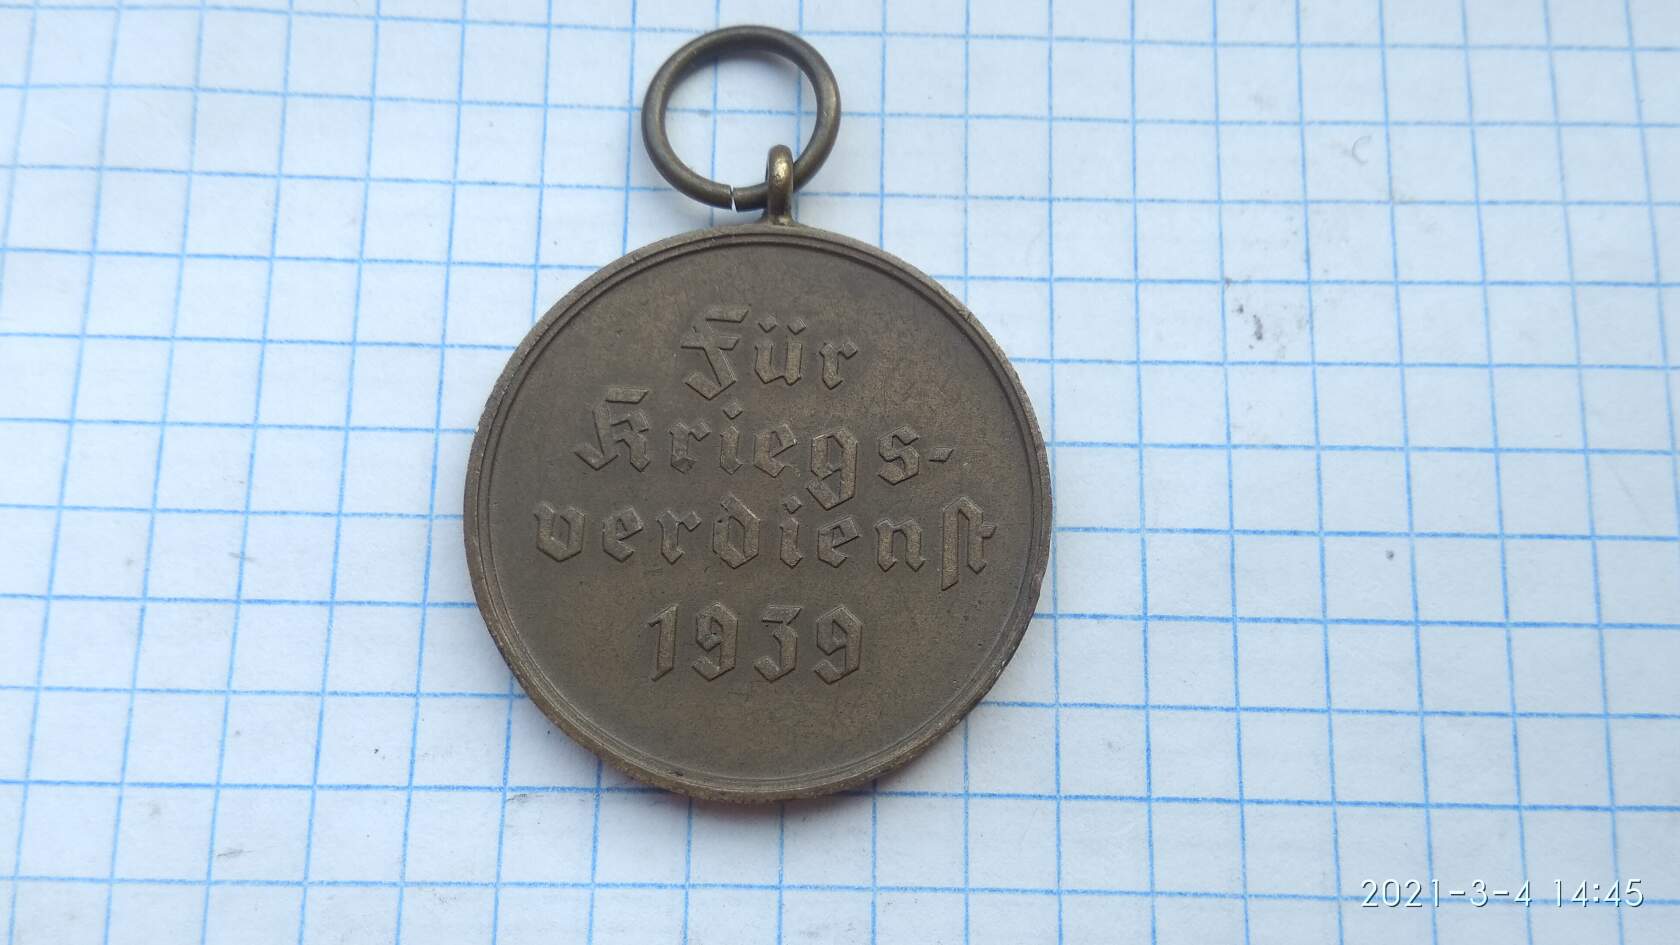 Für
Kriegs-
verdienst
1939
2021-3-4 14:45